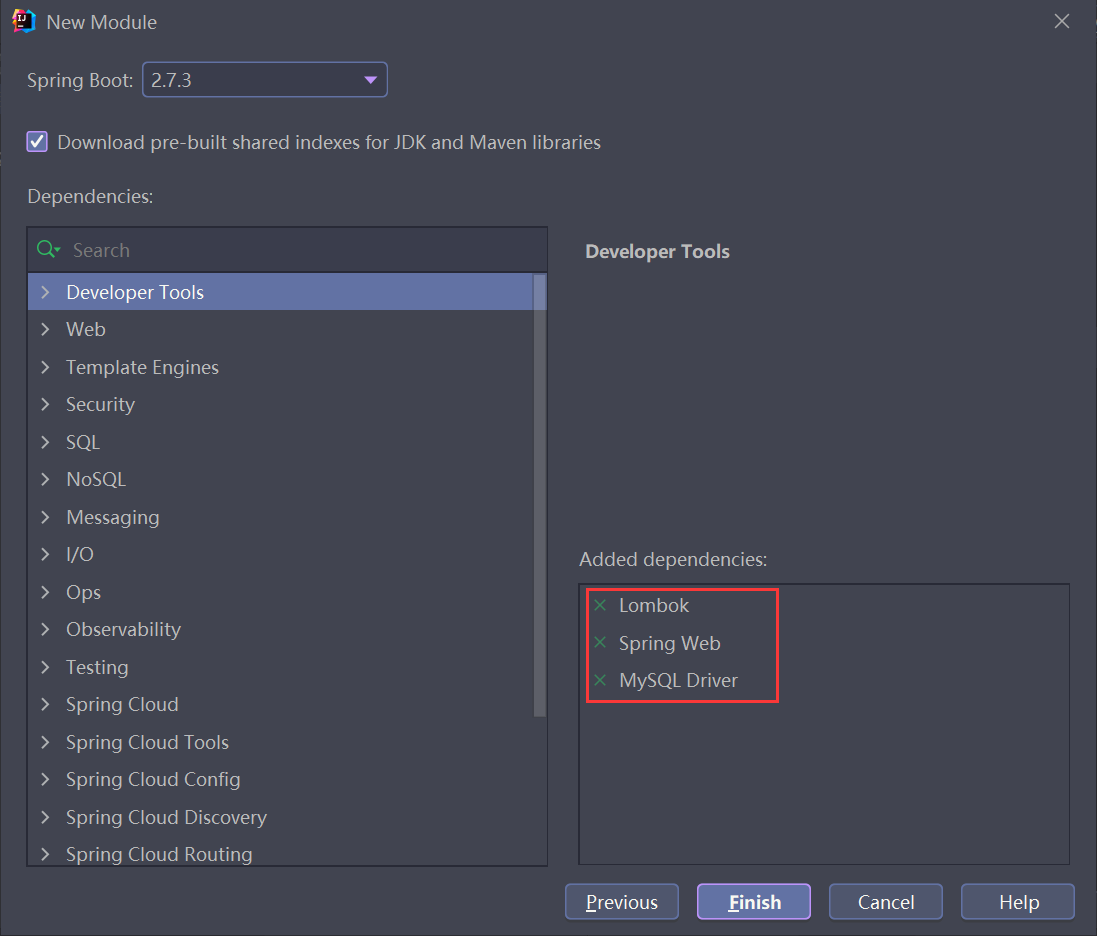 New Module
Spring Boot: 2.7.3
Download pre-built shared indexes for JDK and Maven libraries
Dependencies:
Search
Developer Tools
Web
Template Engines
Security
SQL
NoSQL
Messaging
I/O
Ops
Observability
Testing
Spring Cloud
Spring Cloud Tools
Spring Cloud Config
Spring Cloud Discovery
Spring Cloud Routing
Developer Tools
Added dependencies:
Lombok
Spring Web
MySQL Driver
Previous Finish Cancel Help